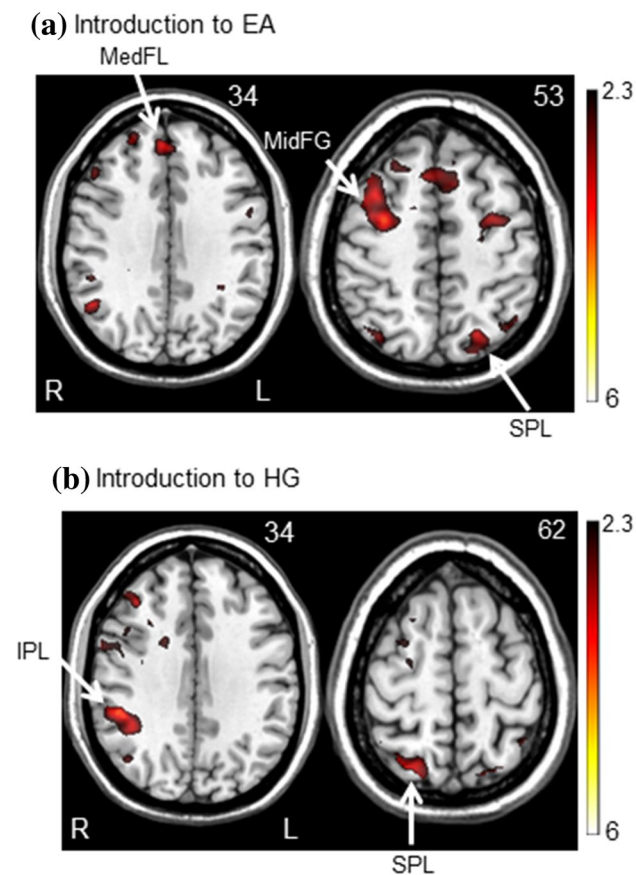 (a) Introduction to EA
MedFL
34
53
2.3
MidFG
R
L
6
SPL
(b) Introduction to HG
34
62
2.3
IPL
R
L
6
SPL